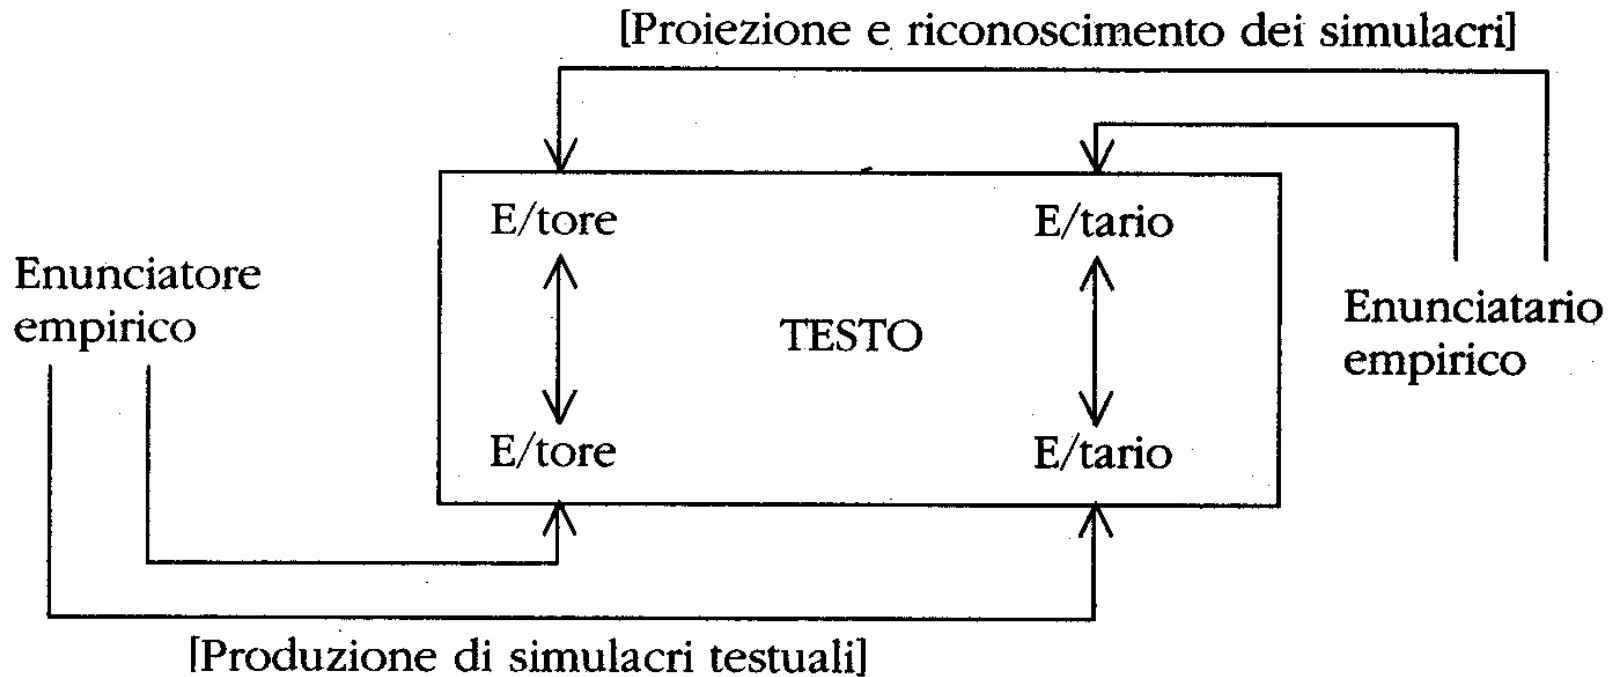 [Proiezione e riconoscimento dei simulacri]
E/tore
E/tario
Enunciatore
empirico
TESTO
Enunciatario
empirico
E/tore
E/tario
[Produzione di simulacri testuali]